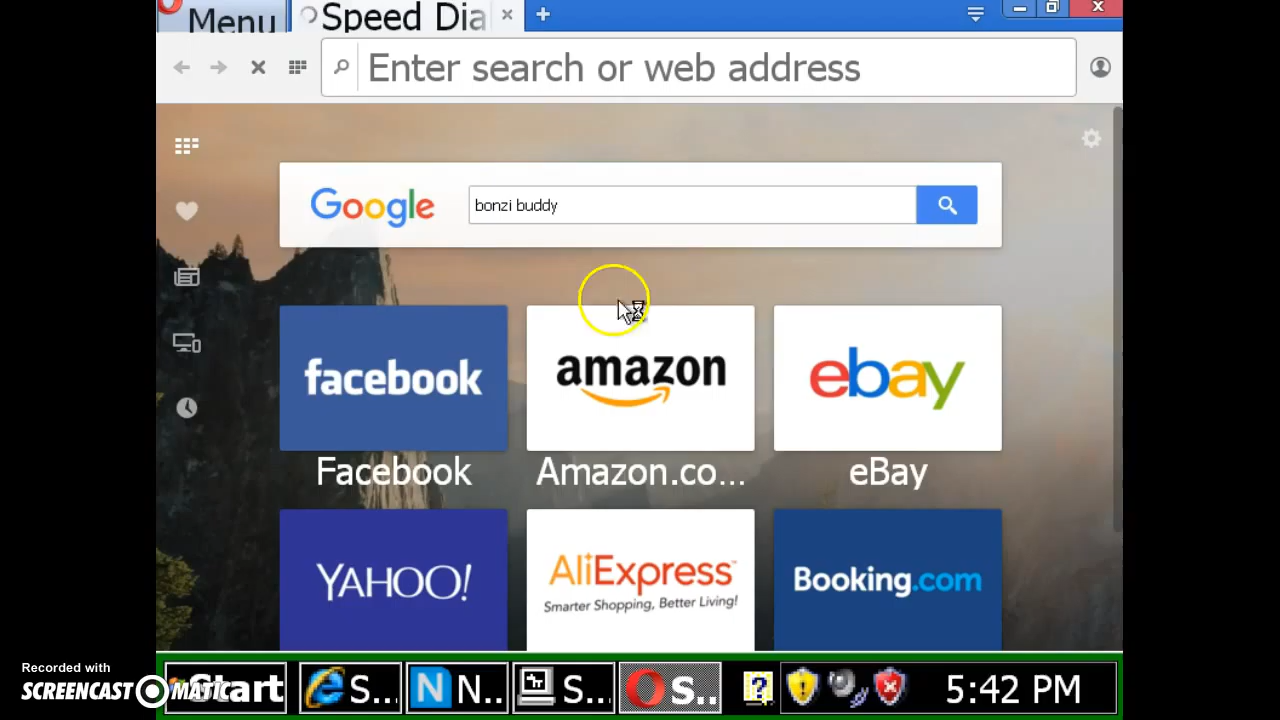 Menu
Speed Dia
Enter search or web address
Google
bonzi buddy
facebook
amazon
ebay
Facebook
Amazon.co...
eBay
YAHOO!
AliExpress
Smarter Shopping, Better Living!
Booking.com
Recorded with
SCREENCAST MATIC
Start
S...
N...
S...
S..
5:42 PM